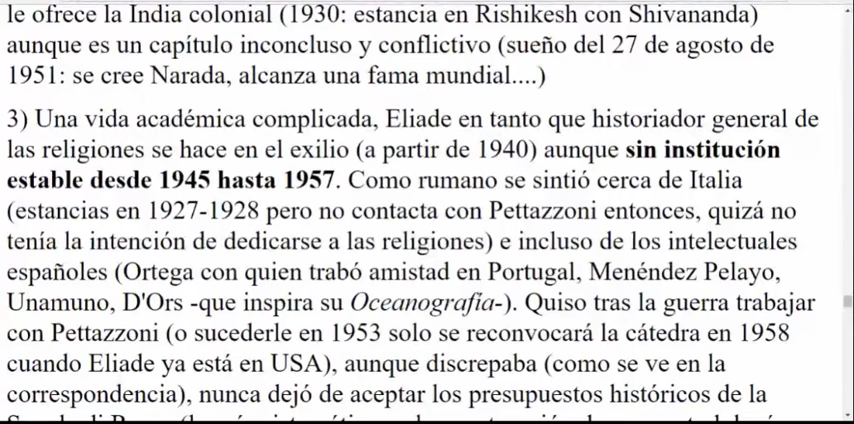 le ofrece la India colonial (1930: estancia en Rishikesh con Shivananda)
aunque es un capítulo inconcluso y conflictivo (sueño del 27 de agosto de
1951: se cree Narada, alcanza una fama mundial....)
3) Una vida académica complicada, Eliade en tanto que historiador general de
las religiones se hace en el exilio (a partir de 1940) aunque sin institución
estable desde 1945 hasta 1957. Como rumano se sintió cerca de Italia
(estancias en 1927-1928 pero no contacta con Pettazzoni entonces, quizá no
tenía la intención de dedicarse a las religiones) e incluso de los intelectuales
españoles (Ortega con quien trabó amistad en Portugal, Menéndez Pelayo,
Unamuno, D'Ors -que inspira su Oceanografía-). Quiso tras la guerra trabajar
con Pettazzoni (o sucederle en 1953 solo se reconvocará la cátedra en 1958
cuando Eliade ya está en USA), aunque discrepaba (como se ve en la
correspondencia), nunca dejó de aceptar los presupuestos históricos de la